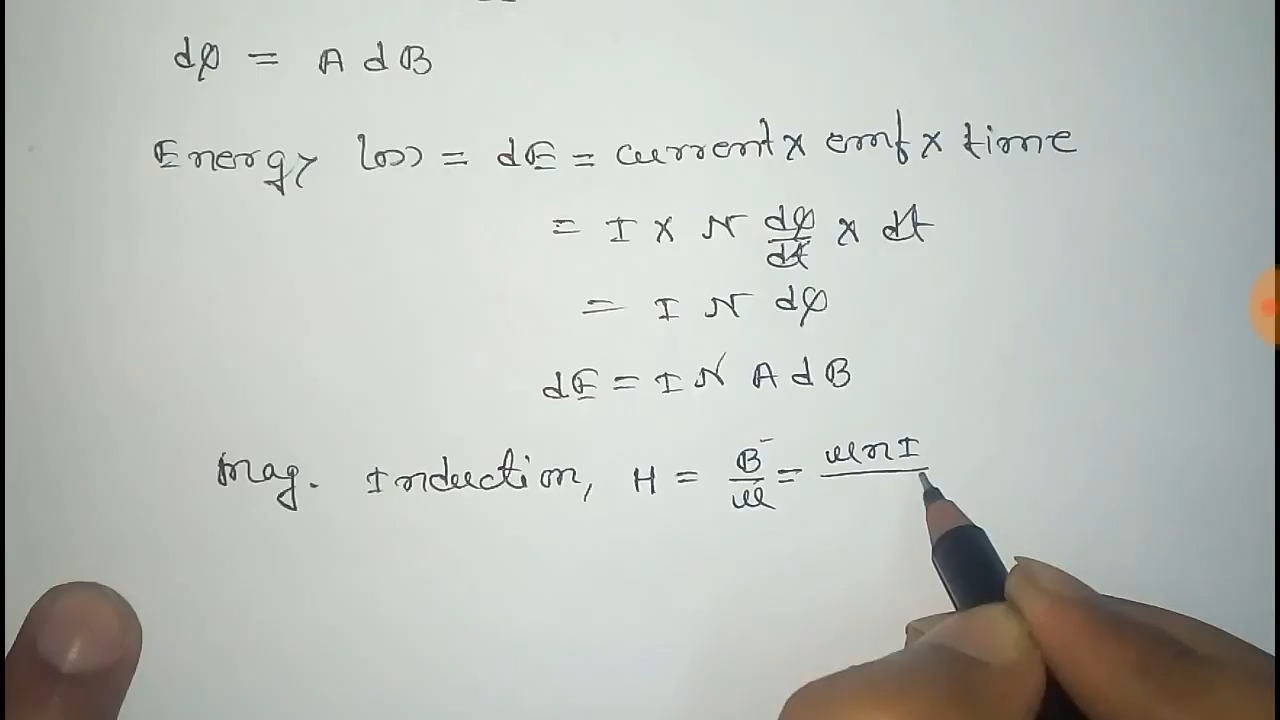 dφ = A dB
Energy loss = dE = current x emf x time
= I x N dφ/dt x dt
= I N dφ
dE = I N A dB
Mag. Induction, H = B/μ = μnI